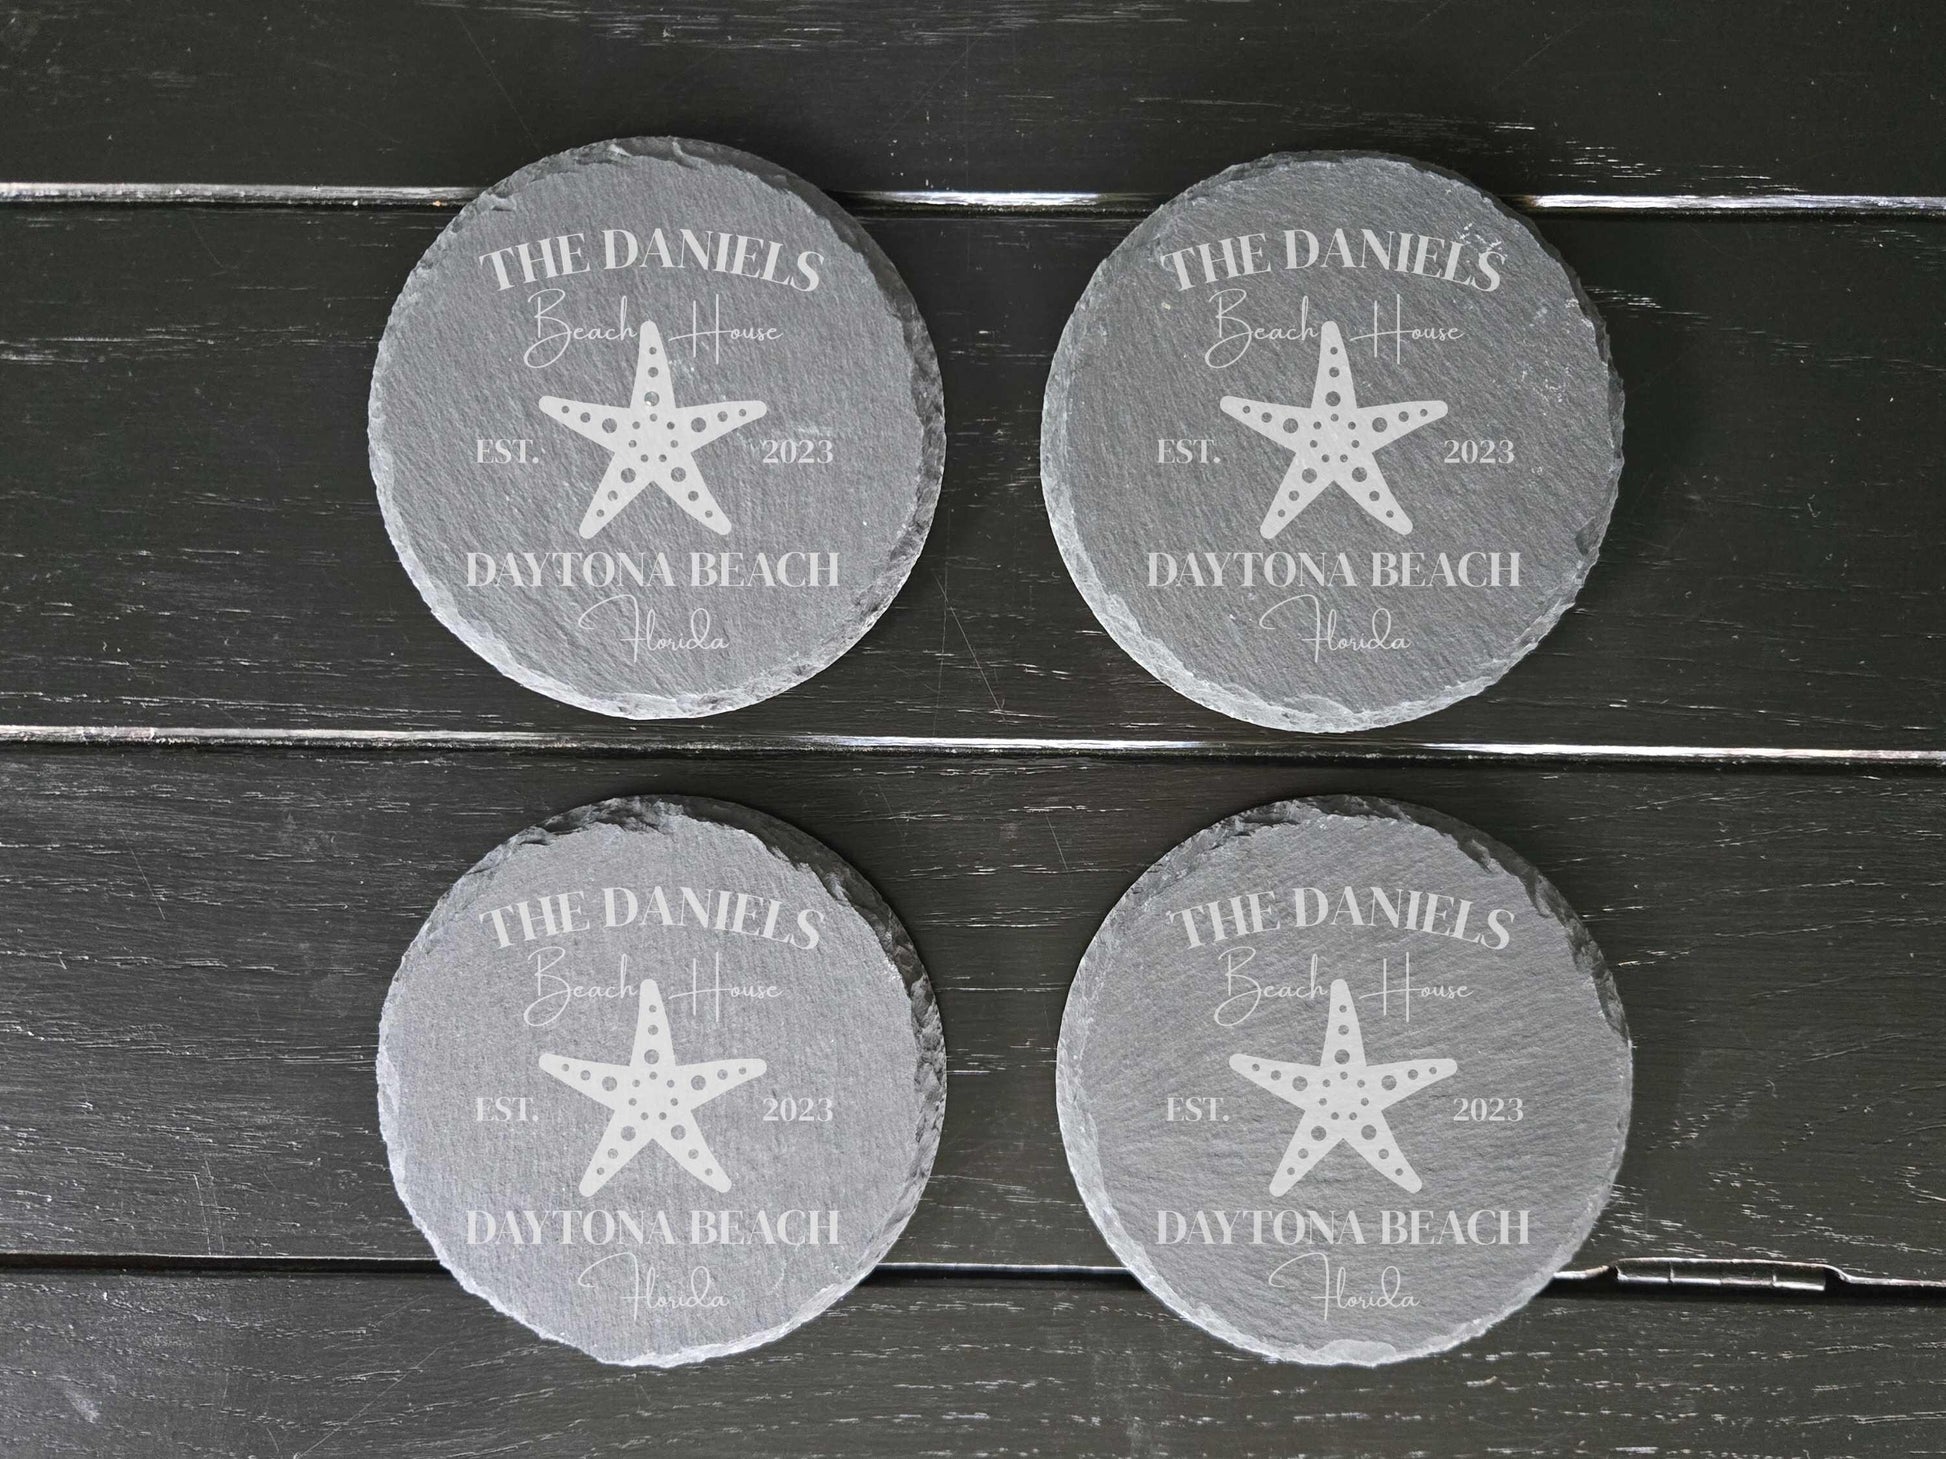 THE DANIELS
Beach House
EST. 2023
DAYTONA BEACH
Florida
THE DANIELS
Beach House
EST. 2023
DAYTONA BEACH
Florida
THE DANIELS
Beach House
EST. 2023
DAYTONA BEACH
Florida
THE DANIELS
Beach House
EST. 2023
DAYTONA BEACH
Florida